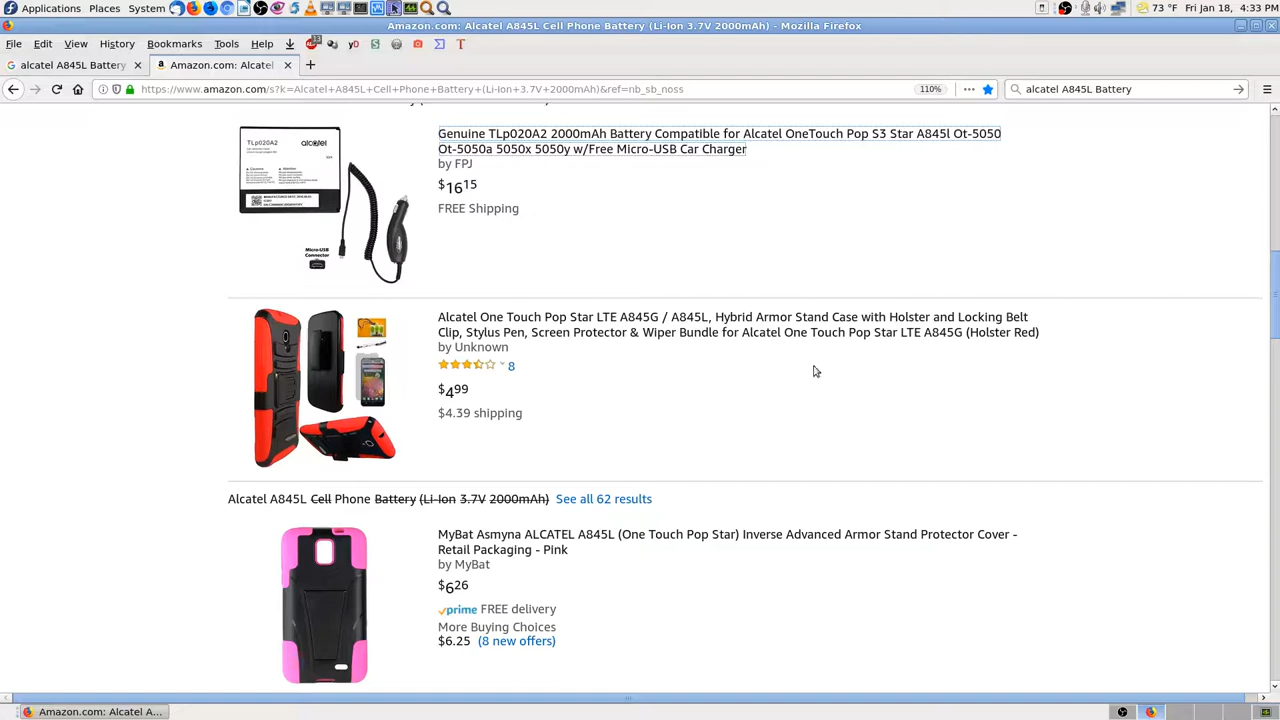 Applications Places System 73 °F Fri Jan 18, 4:33 PM
Amazon.com: Alcatel A845L Cell Phone Battery (Li-Ion 3.7V 2000mAh) - Mozilla Firefox
File Edit View History Bookmarks Tools Help
alcatel A845L Battery Amazon.com: Alcatel
https://www.amazon.com/s?k=Alcatel+A845L+Cell+Phone+Battery+(Li-Ion+3.7V+2000mAh)&ref=nb_sb_noss 110% alcatel A845L Battery
Genuine TLp020A2 2000mAh Battery Compatible for Alcatel OneTouch Pop S3 Star A845l Ot-5050
Ot-5050a 5050x 5050y w/Free Micro-USB Car Charger
by FPJ
$16 15
FREE Shipping
TLp020A2 alcatel
Micro-USB
Connector
Alcatel One Touch Pop Star LTE A845G / A845L, Hybrid Armor Stand Case with Holster and Locking Belt
Clip, Stylus Pen, Screen Protector & Wiper Bundle for Alcatel One Touch Pop Star LTE A845G (Holster Red)
by Unknown
8
$4 99
$4.39 shipping
Alcatel A845L Cell Phone Battery (Li-Ion 3.7V 2000mAh) See all 62 results
MyBat Asmyna ALCATEL A845L (One Touch Pop Star) Inverse Advanced Armor Stand Protector Cover -
Retail Packaging - Pink
by MyBat
$6 26
prime FREE delivery
More Buying Choices
$6.25 (8 new offers)
Amazon.com: Alcatel A...